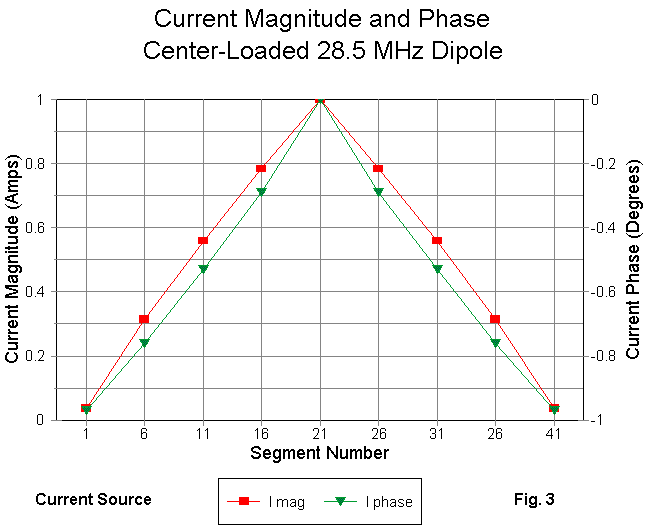 Current Magnitude and Phase
Center-Loaded 28.5 MHz Dipole
1
0.8
0.6
0.4
0.2
0
Current Magnitude (Amps)
0
-0.2
-0.4
-0.6
-0.8
-1
Current Phase (Degrees)
1 6 11 16 21 26 31 26 41
Segment Number
Current Source
I mag I phase
Fig. 3